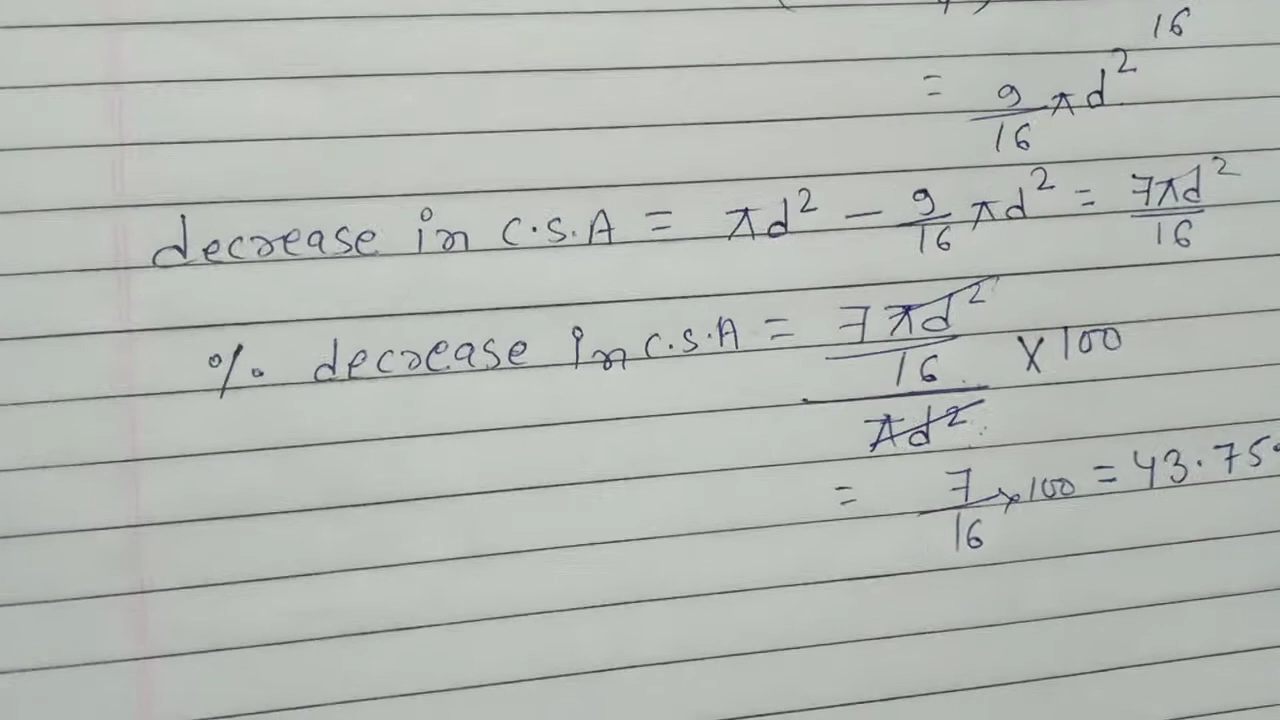 16
= 9/16 πd²
decrease in C.S.A = πd² − 9/16 πd² = 7πd²/16
% decrease in C.S.A = 7πd²/16 / πd² × 100
= 7/16 × 100 = 43.75